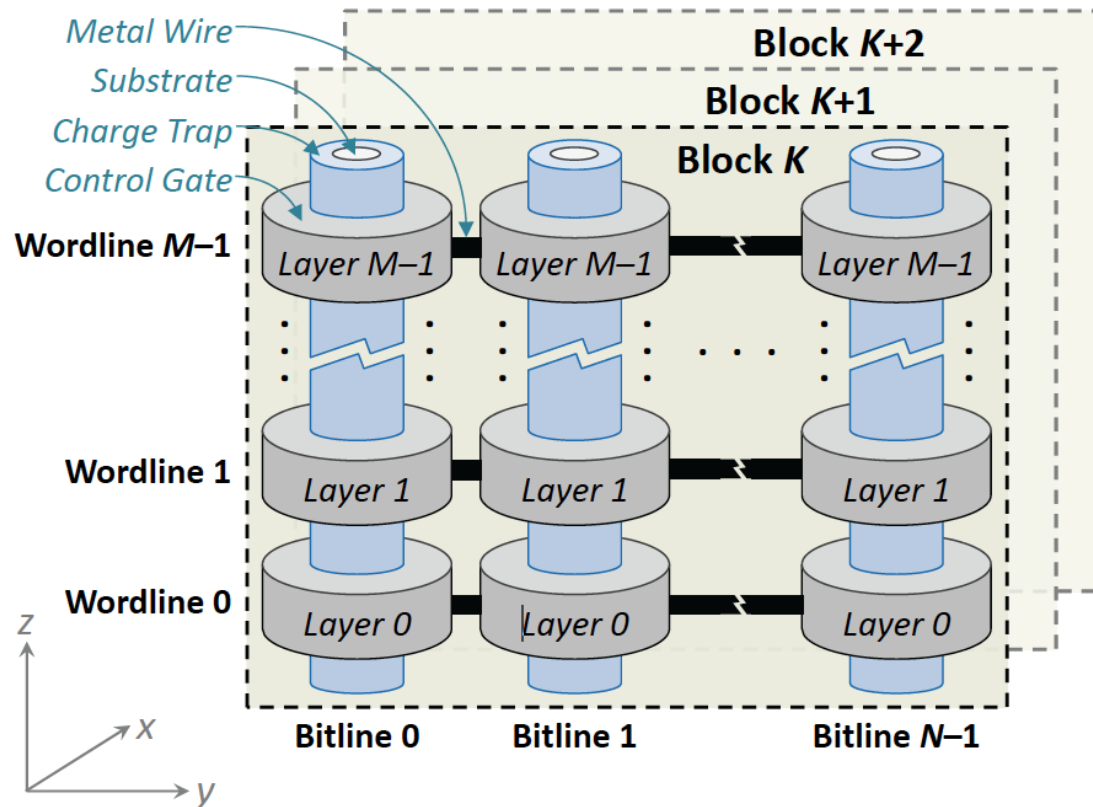 Metal Wire
Substrate
Charge Trap
Control Gate
Block K+2
Block K+1
Block K
Wordline M–1
Layer M–1
Layer M–1
Layer M–1
Wordline 1
Layer 1
Layer 1
Layer 1
Wordline 0
Layer 0
Layer 0
Layer 0
Bitline 0
Bitline 1
Bitline N–1
z
x
y